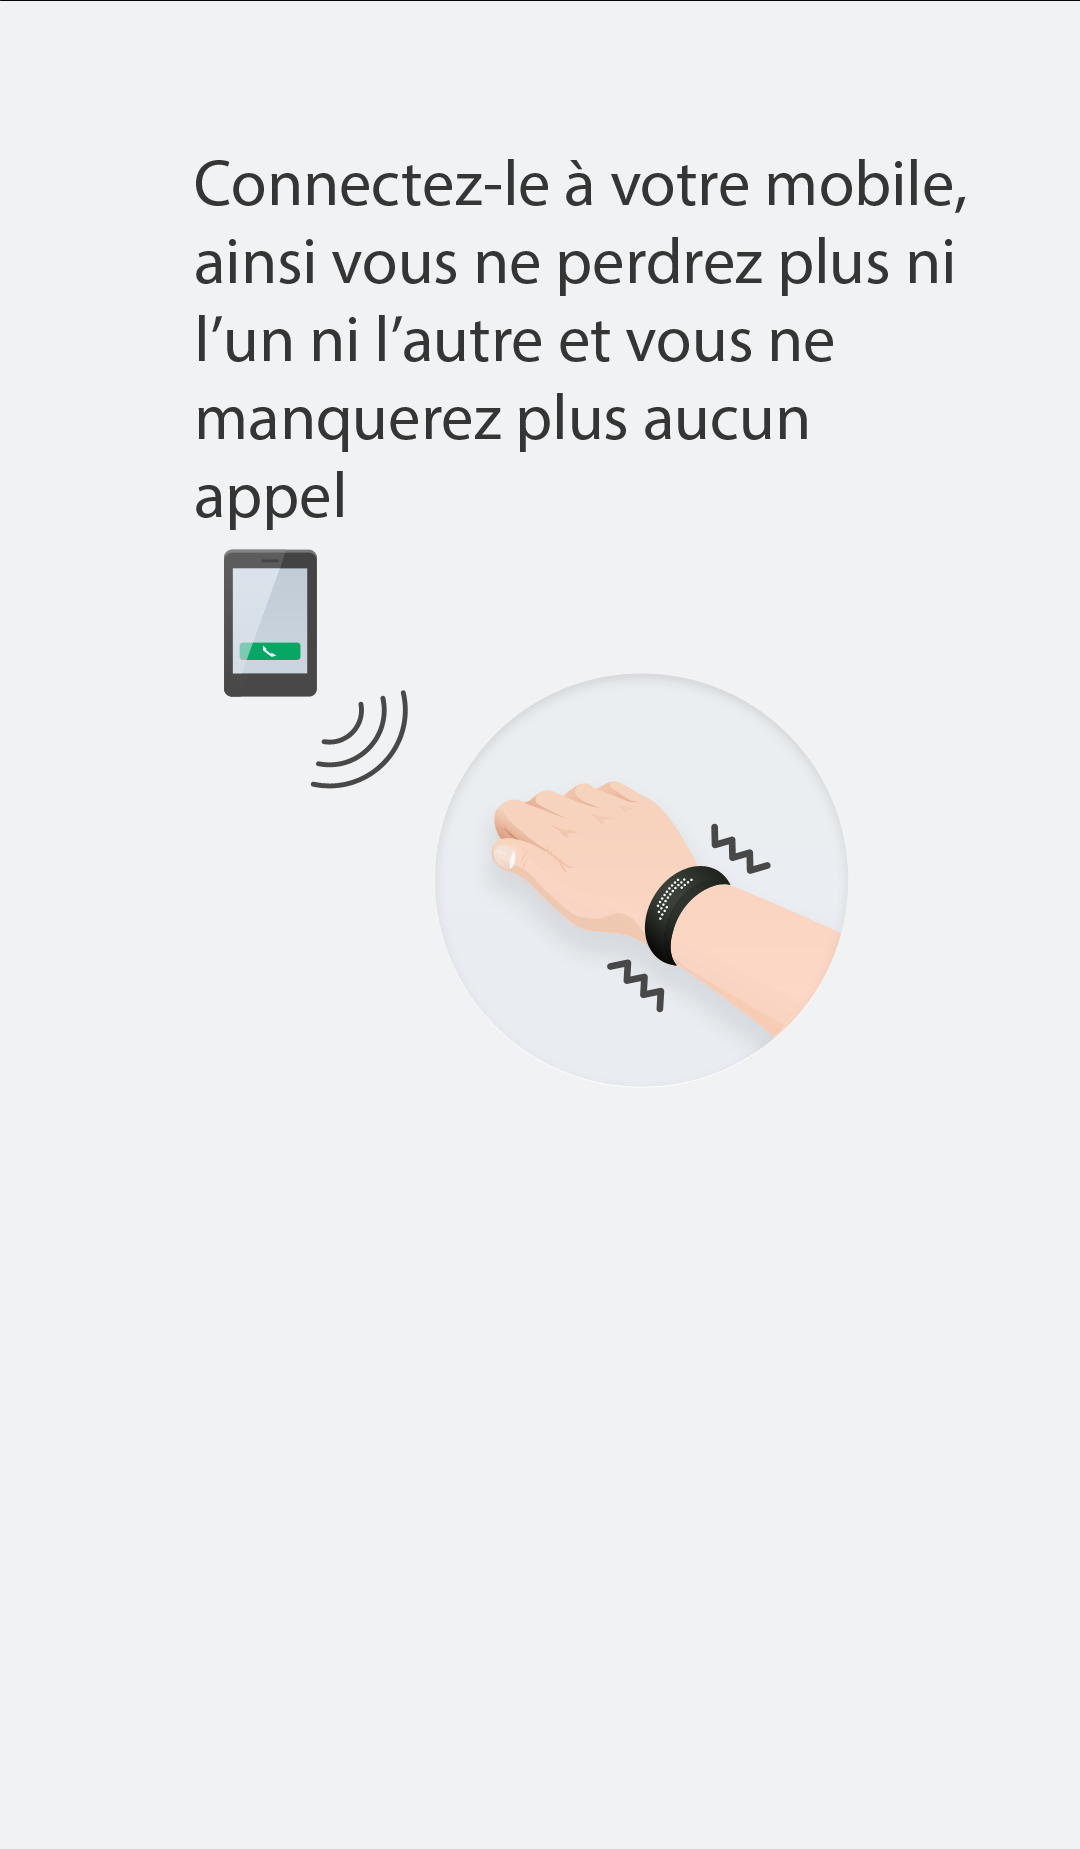 Connectez-le à votre mobile,
ainsi vous ne perdrez plus ni
l’un ni l’autre et vous ne
manquerez plus aucun
appel